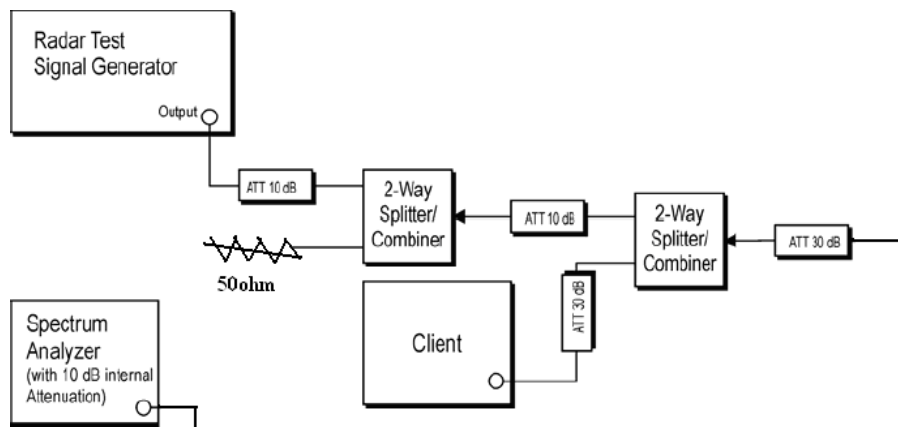 Radar Test
Signal Generator
Output
ATT 10 dB
2-Way
Splitter/
Combiner
ATT 10 dB
2-Way
Splitter/
Combiner
ATT 30 dB
50ohm
ATT 30 dB
Client
Spectrum
Analyzer
(with 10 dB internal
Attenuation)